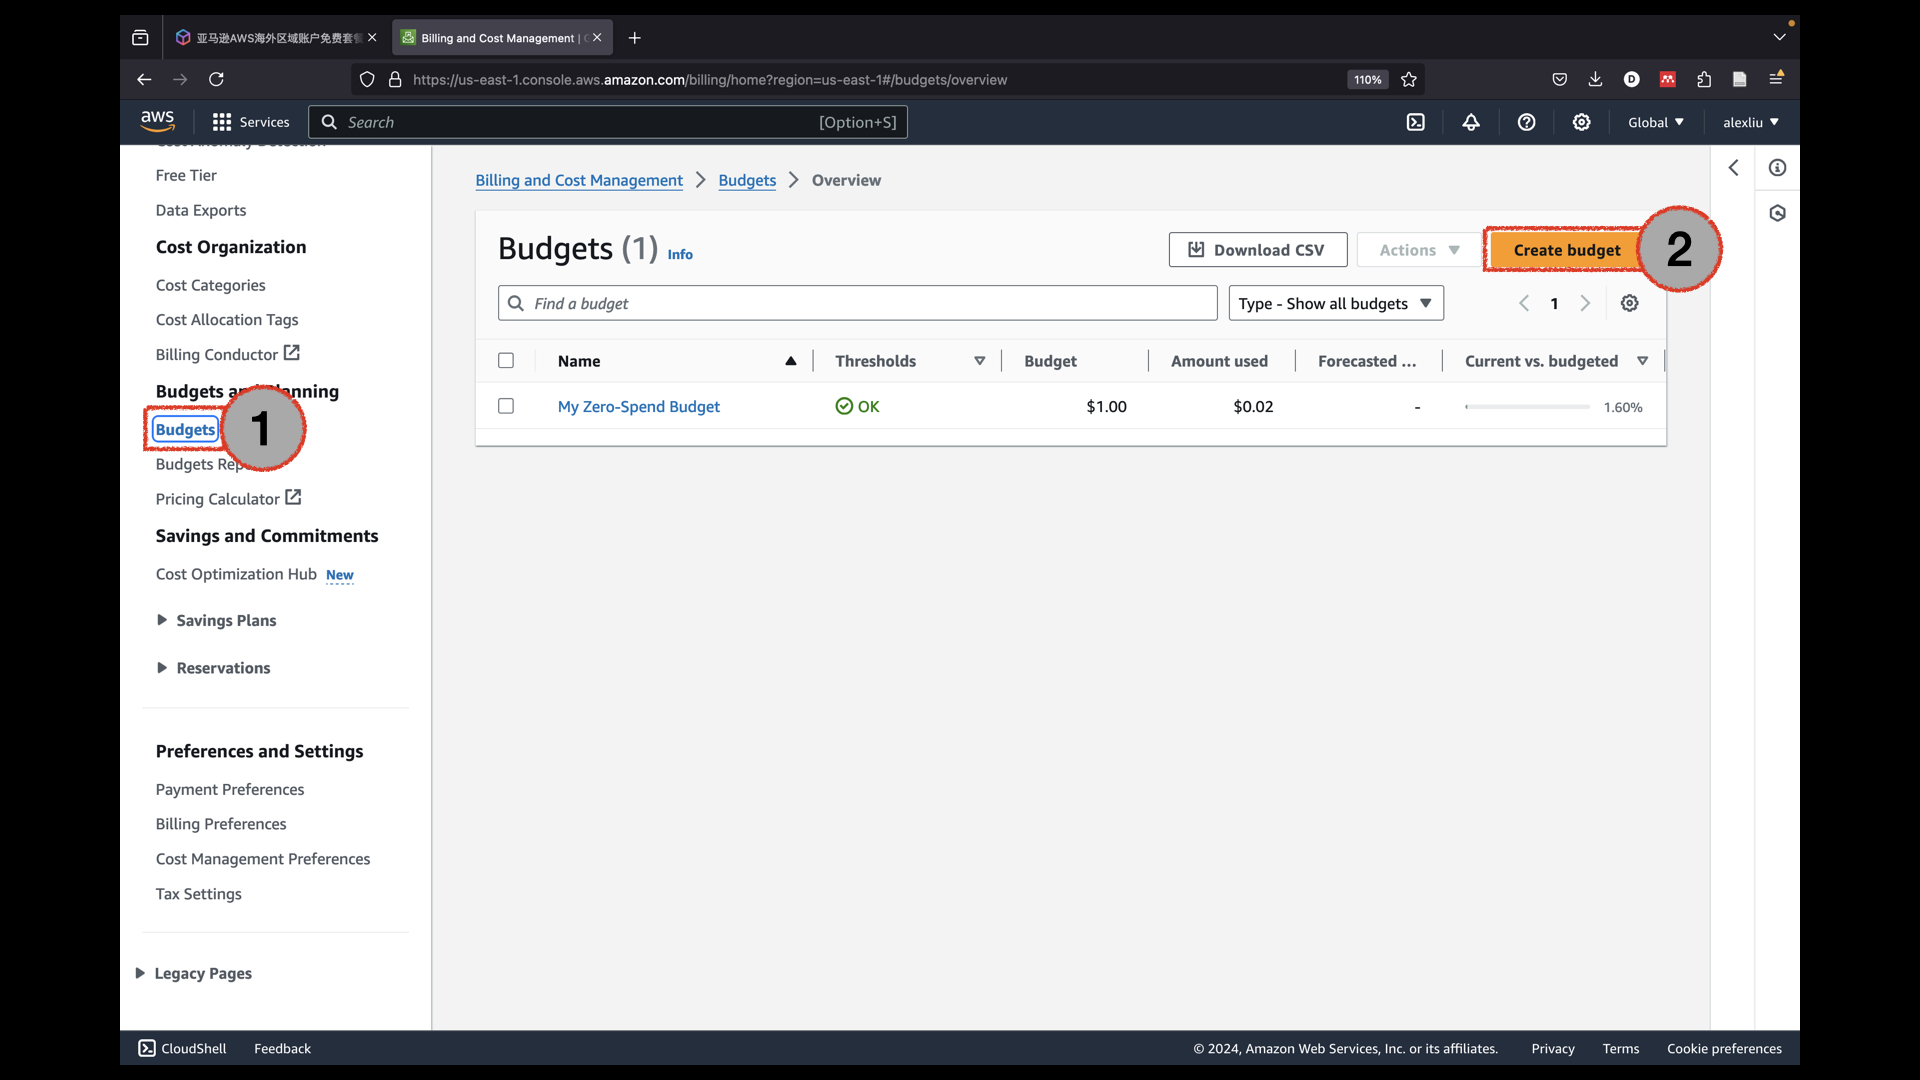 亚马逊AWS海外区域账户免费套餐
Billing and Cost Management |
https://us-east-1.console.aws.amazon.com/billing/home?region=us-east-1#/budgets/overview
110%
aws
Services
Search
[Option+S]
Global
alexliu
Cost Anomaly Detection
Free Tier
Data Exports
Cost Organization
Cost Categories
Cost Allocation Tags
Billing Conductor
Budgets and Planning
Budgets
1
Budgets Rep
Pricing Calculator
Savings and Commitments
Cost Optimization Hub New
Savings Plans
Reservations
Preferences and Settings
Payment Preferences
Billing Preferences
Cost Management Preferences
Tax Settings
Legacy Pages
Billing and Cost Management > Budgets > Overview
Budgets (1) Info
Download CSV
Actions
Create budget
2
Find a budget
Type - Show all budgets
1
Name Thresholds Budget Amount used Forecasted ... Current vs. budgeted
My Zero-Spend Budget OK $1.00 $0.02 - 1.60%
CloudShell
Feedback
© 2024, Amazon Web Services, Inc. or its affiliates.
Privacy
Terms
Cookie preferences